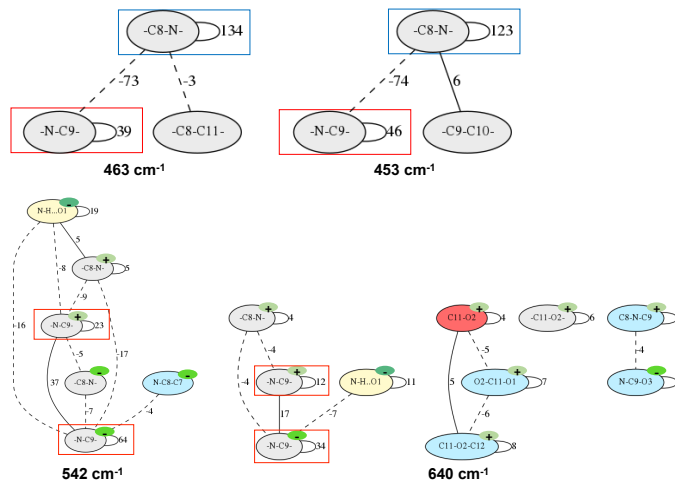 -C8-N-
134
-73
-3
-N-C9-
39
-C8-C11-
463 cm-1
-C8-N-
123
-74
6
-N-C9-
46
-C9-C10-
453 cm-1
N-H...O1
-
19
5
-8
-C8-N-
+
5
-9
-16
-N-C9-
+
23
-5
-17
37
-C8-N-
-
N-C8-C7
-
-7
-4
-N-C9-
-
64
542 cm-1
-C8-N-
+
4
-4
-4
-N-C9-
+
12
N-H...O1
-
11
17
-7
-N-C9-
-
34
C11-O2
+
4
-C11-O2-
+
6
C8-N-C9
+
-5
-4
5
O2-C11-O1
+
7
N-C9-O3
-
-6
C11-O2-C12
+
8
640 cm-1